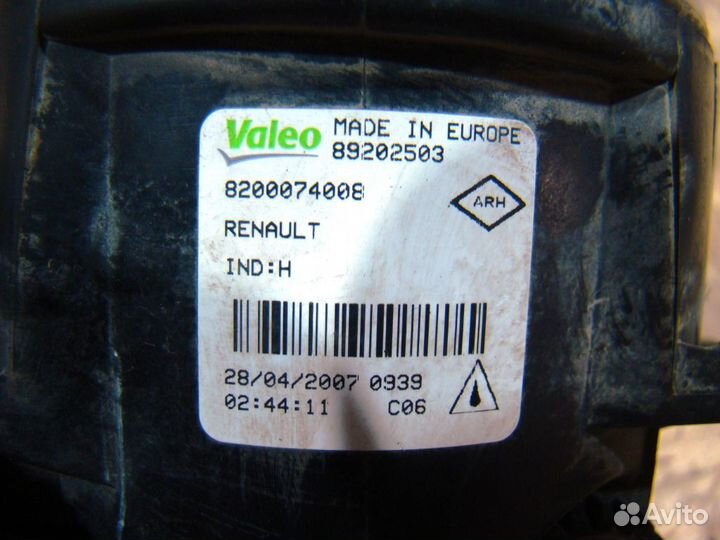 Valeo MADE IN EUROPE
89202503
8200074008
ARH
RENAULT
IND:H
28/04/2007 0939
02:44:11 C06
Avito